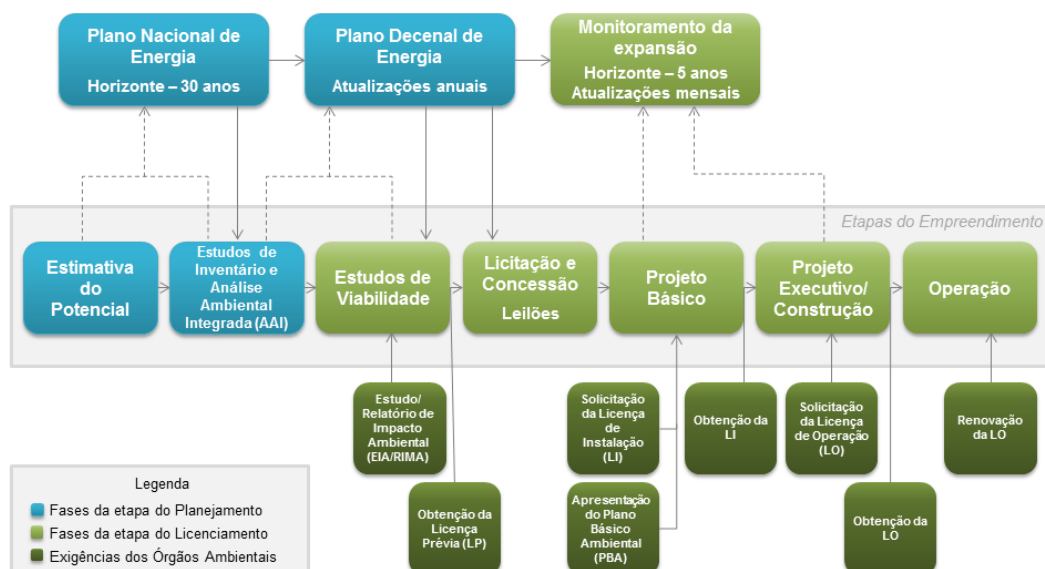 Plano Nacional de
Energia
Horizonte – 30 anos
Plano Decenal de
Energia
Atualizações anuais
Monitoramento da
expansão
Horizonte – 5 anos
Atualizações mensais
Etapas do Empreendimento
Estimativa
do
Potencial
Estudos de
Inventário e
Análise
Ambiental
Integrada (AAI)
Estudos de
Viabilidade
Licitação e
Concessão
Leilões
Projeto
Básico
Projeto
Executivo/
Construção
Operação
Estudo/
Relatório de
Impacto
Ambiental
(EIA/RIMA)
Solicitação
da Licença
de
Instalação
(LI)
Obtenção da
LI
Solicitação
da Licença
de Operação
(LO)
Renovação
da LO
Obtenção da
Licença
Prévia (LP)
Apresentação
do Plano
Básico
Ambiental
(PBA)
Obtenção da
LO
Legenda
Fases da etapa do Planejamento
Fases da etapa do Licenciamento
Exigências dos Órgãos Ambientais